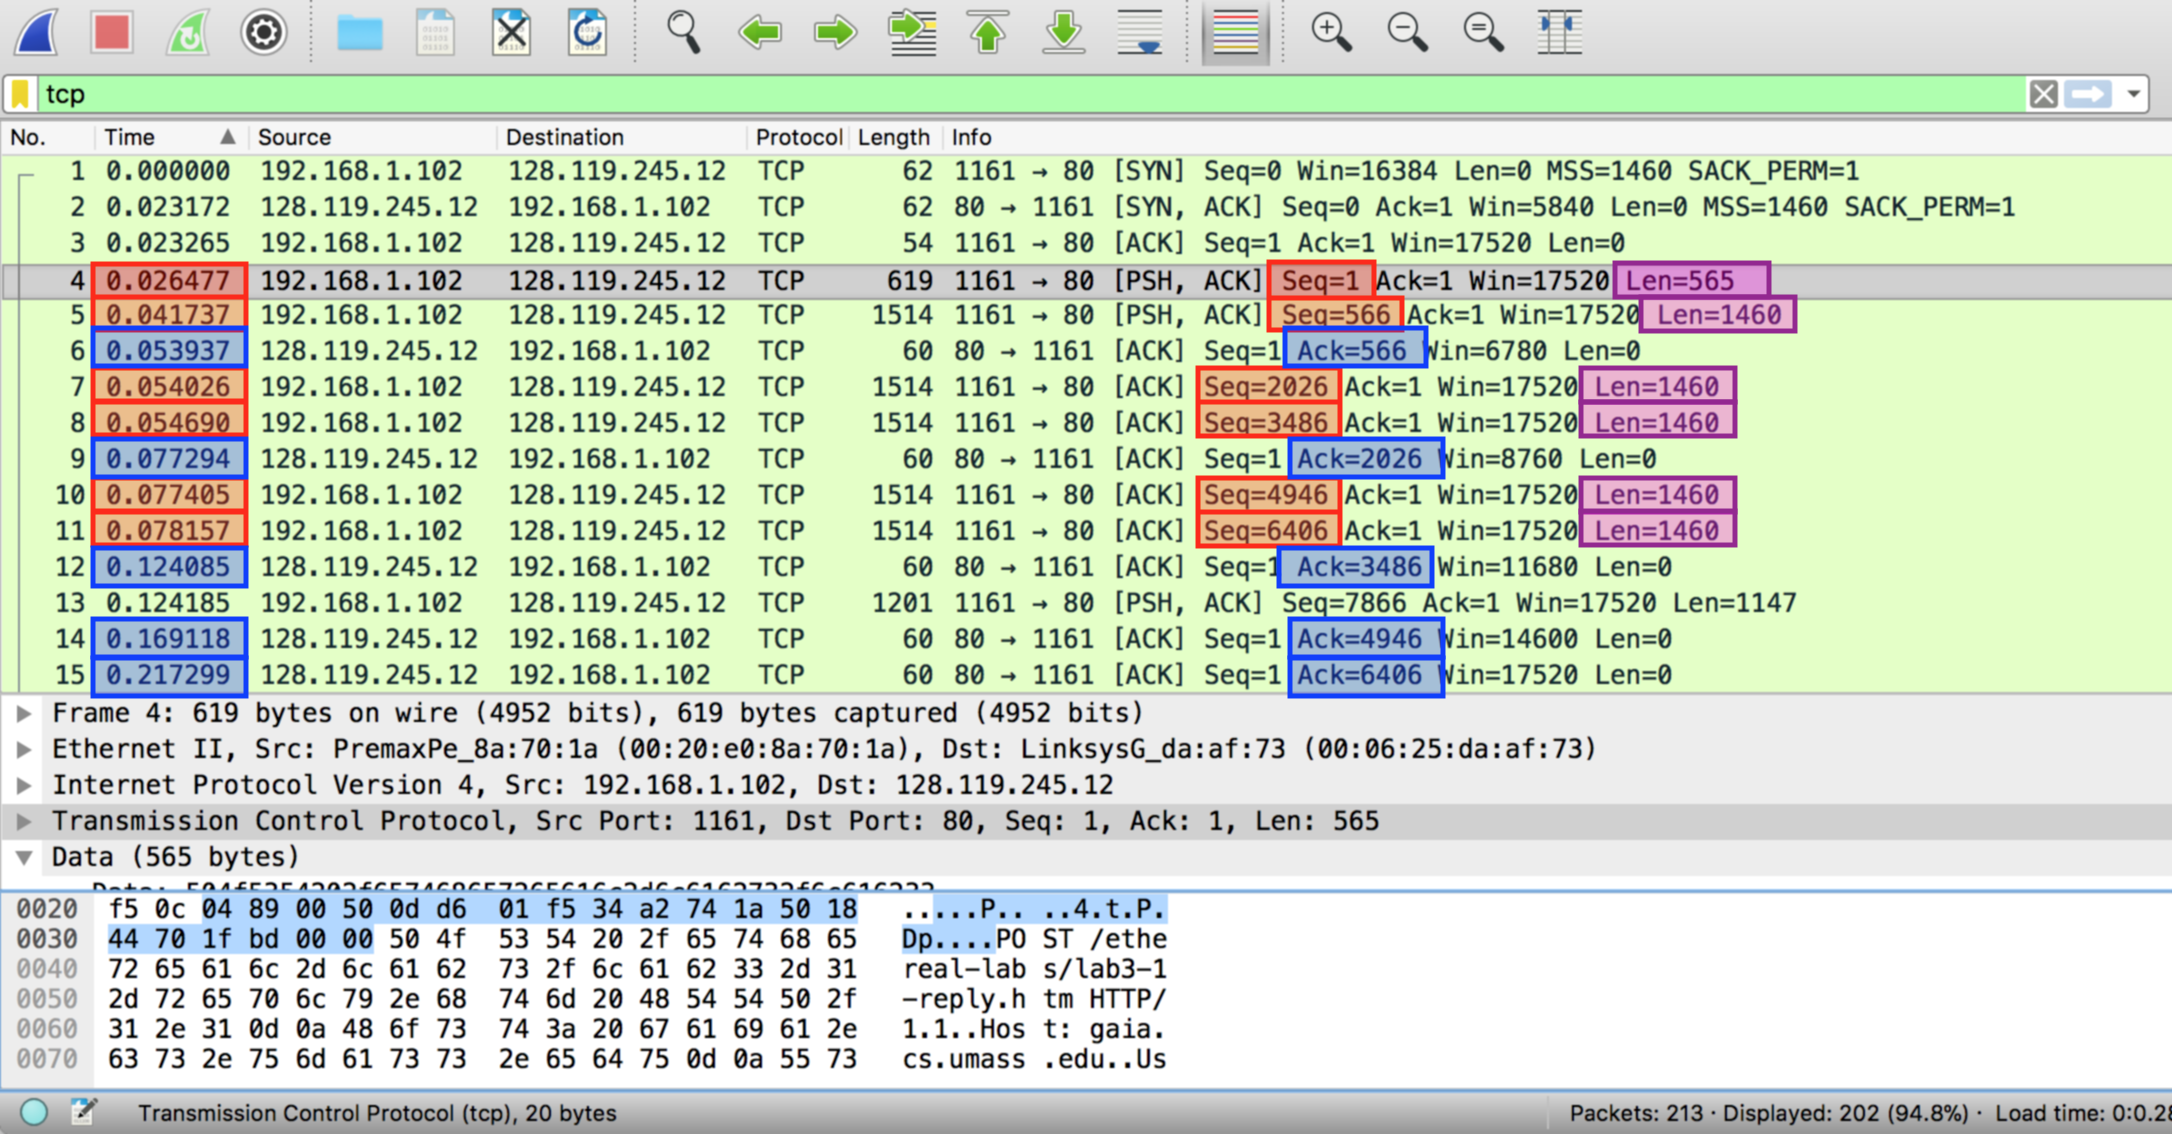 tcp
No. Time Source Destination Protocol Length Info
1 0.000000 192.168.1.102 128.119.245.12 TCP 62 1161 → 80 [SYN] Seq=0 Win=16384 Len=0 MSS=1460 SACK_PERM=1
2 0.023172 128.119.245.12 192.168.1.102 TCP 62 80 → 1161 [SYN, ACK] Seq=0 Ack=1 Win=5840 Len=0 MSS=1460 SACK_PERM=1
3 0.023265 192.168.1.102 128.119.245.12 TCP 54 1161 → 80 [ACK] Seq=1 Ack=1 Win=17520 Len=0
4 0.026477 192.168.1.102 128.119.245.12 TCP 619 1161 → 80 [PSH, ACK] Seq=1 Ack=1 Win=17520 Len=565
5 0.041737 192.168.1.102 128.119.245.12 TCP 1514 1161 → 80 [PSH, ACK] Seq=566 Ack=1 Win=17520 Len=1460
6 0.053937 128.119.245.12 192.168.1.102 TCP 60 80 → 1161 [ACK] Seq=1 Ack=566 Win=6780 Len=0
7 0.054026 192.168.1.102 128.119.245.12 TCP 1514 1161 → 80 [ACK] Seq=2026 Ack=1 Win=17520 Len=1460
8 0.054690 192.168.1.102 128.119.245.12 TCP 1514 1161 → 80 [ACK] Seq=3486 Ack=1 Win=17520 Len=1460
9 0.077294 128.119.245.12 192.168.1.102 TCP 60 80 → 1161 [ACK] Seq=1 Ack=2026 Win=8760 Len=0
10 0.077405 192.168.1.102 128.119.245.12 TCP 1514 1161 → 80 [ACK] Seq=4946 Ack=1 Win=17520 Len=1460
11 0.078157 192.168.1.102 128.119.245.12 TCP 1514 1161 → 80 [ACK] Seq=6406 Ack=1 Win=17520 Len=1460
12 0.124085 128.119.245.12 192.168.1.102 TCP 60 80 → 1161 [ACK] Seq=1 Ack=3486 Win=11680 Len=0
13 0.124185 192.168.1.102 128.119.245.12 TCP 1201 1161 → 80 [PSH, ACK] Seq=7866 Ack=1 Win=17520 Len=1147
14 0.169118 128.119.245.12 192.168.1.102 TCP 60 80 → 1161 [ACK] Seq=1 Ack=4946 Win=14600 Len=0
15 0.217299 128.119.245.12 192.168.1.102 TCP 60 80 → 1161 [ACK] Seq=1 Ack=6406 Win=17520 Len=0
Frame 4: 619 bytes on wire (4952 bits), 619 bytes captured (4952 bits)
Ethernet II, Src: PremaxPe_8a:70:1a (00:20:e0:8a:70:1a), Dst: LinksysG_da:af:73 (00:06:25:da:af:73)
Internet Protocol Version 4, Src: 192.168.1.102, Dst: 128.119.245.12
Transmission Control Protocol, Src Port: 1161, Dst Port: 80, Seq: 1, Ack: 1, Len: 565
Data (565 bytes)
0020 f5 0c 04 89 00 50 0d d6 01 f5 34 a2 74 1a 50 18 .....P.. ..4.t.P.
0030 44 70 1f bd 00 00 50 4f 53 54 20 2f 65 74 68 65 Dp....PO ST /ethe
0040 72 65 61 6c 2d 6c 61 62 73 2f 6c 61 62 33 2d 31 real-lab s/lab3-1
0050 2d 72 65 70 6c 79 2e 68 74 6d 20 48 54 54 50 2f -reply.h tm HTTP/
0060 31 2e 31 0d 0a 48 6f 73 74 3a 20 67 61 69 61 2e 1.1..Hos t: gaia.
0070 63 73 2e 75 6d 61 73 73 2e 65 64 75 0d 0a 55 73 cs.umass .edu..Us
Transmission Control Protocol (tcp), 20 bytes Packets: 213 · Displayed: 202 (94.8%) · Load time: 0:0.28